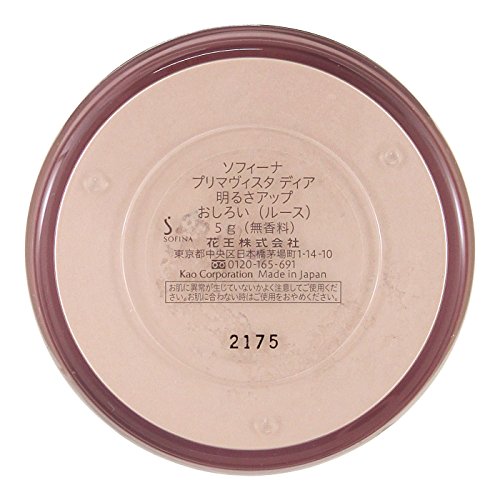 ソフィーナ
プリマヴィスタ ディア
明るさアップ
おしろい（ルース）
5g（無香料）
S
SOFINA
花王株式会社
東京都中央区日本橋茅場町1-14-10
0120-165-691
Kao Corporation Made in Japan
お肌に異常が生じていないかよく注意してご使用ください。お肌に合わない時はご使用をおやめください。
2175